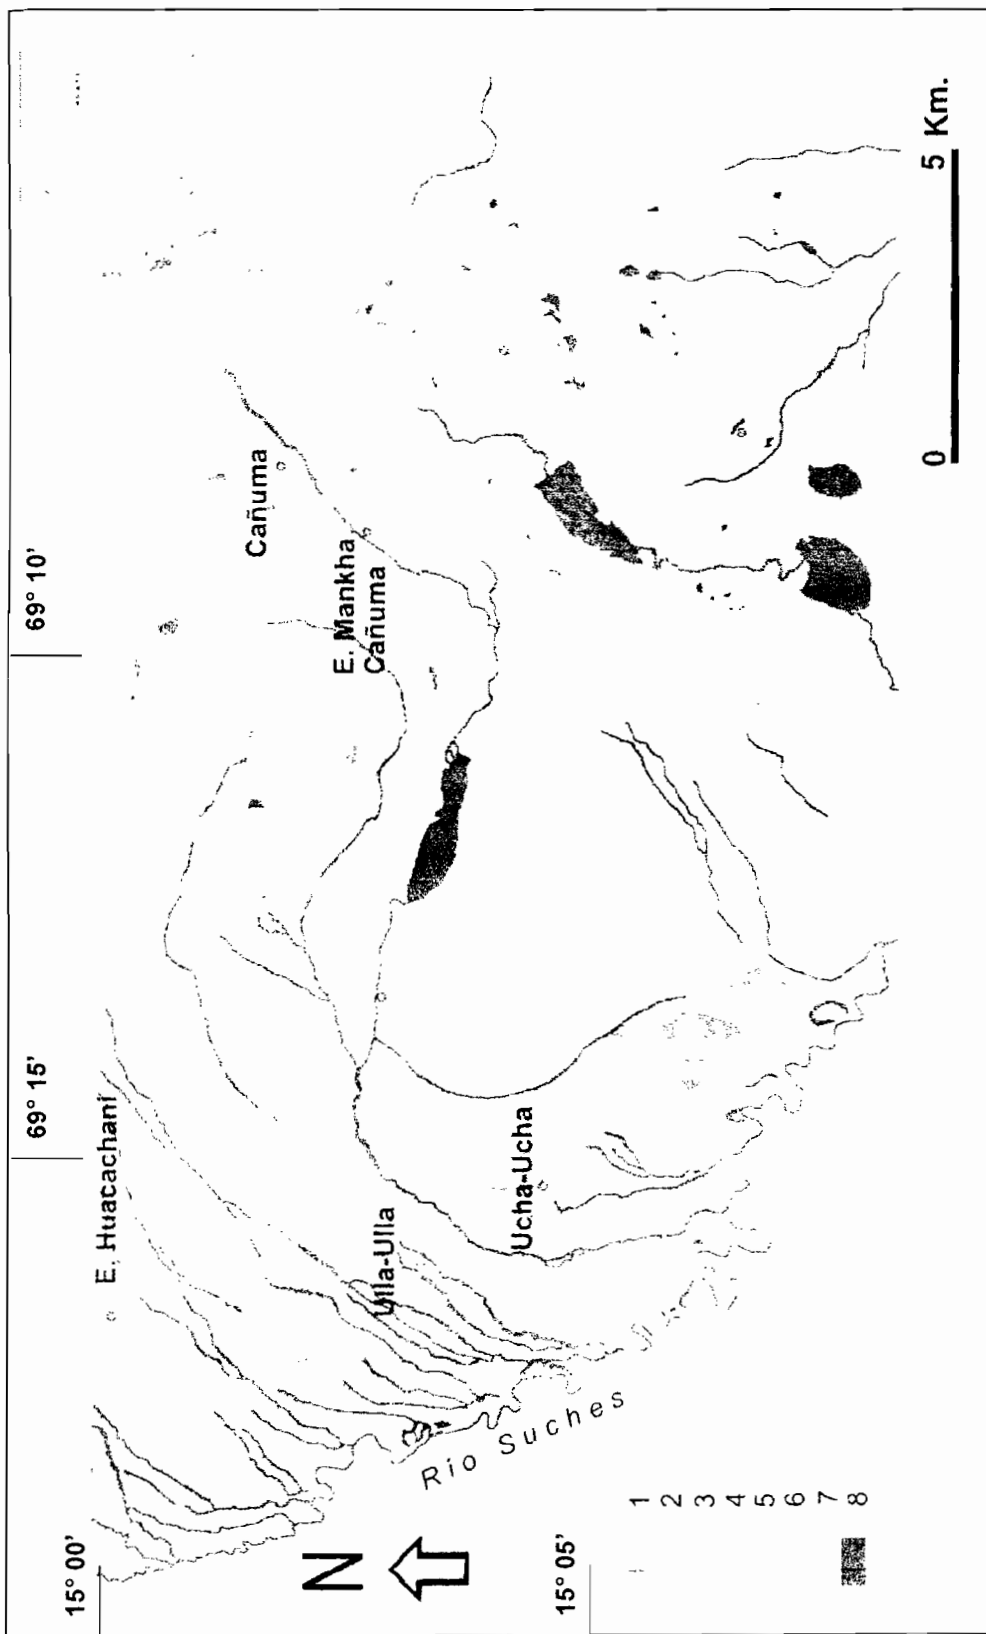 69° 15'
69° 10'
15° 00'
E. Huacachani
Cañuma
E. Mankha
Cañuma
Ulla-Ulla
Ucha-Ucha
Rio Suches
N
15° 05'
1
2
3
4
5
6
7
8
0 5 Km.